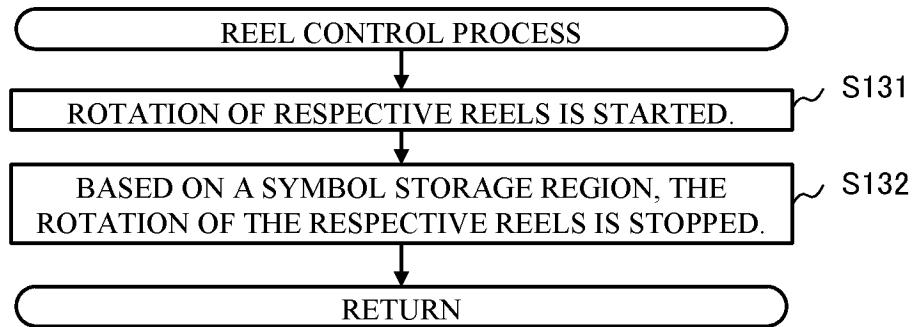 REEL CONTROL PROCESS
ROTATION OF RESPECTIVE REELS IS STARTED.
S131
BASED ON A SYMBOL STORAGE REGION, THE
ROTATION OF THE RESPECTIVE REELS IS STOPPED.
S132
RETURN